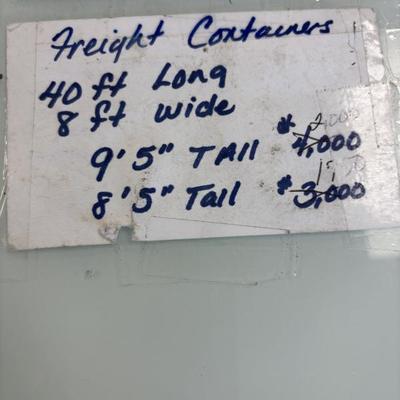 Freight Containers
40 ft Long
8 ft wide
9'5" TAll $4,000
8'5" Tall $3,000